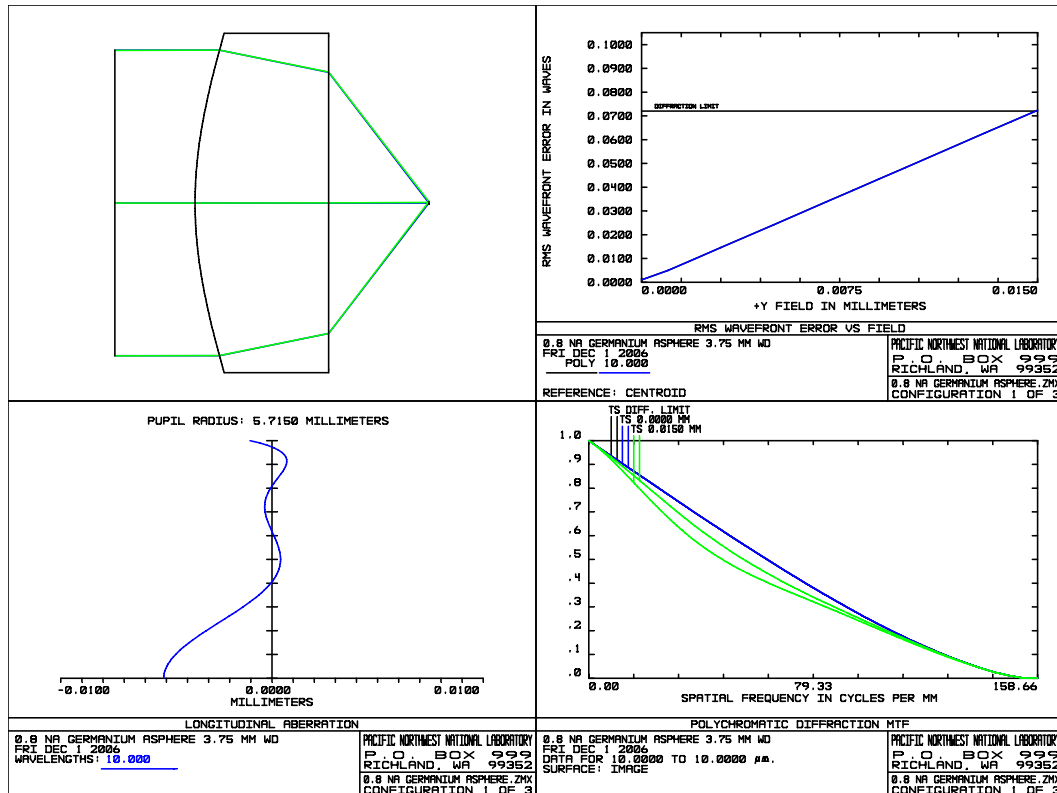 0.1000
0.0900
0.0800
0.0700
0.0600
0.0500
0.0400
0.0300
0.0200
0.0100
0.0000
RMS WAVEFRONT ERROR IN WAVES
DIFFRACTION LIMIT
0.0000 0.0075 0.0150
+Y FIELD IN MILLIMETERS
RMS WAVEFRONT ERROR VS FIELD
0.8 NA GERMANIUM ASPHERE 3.75 MM WD
FRI DEC 1 2006
POLY 10.000
REFERENCE: CENTROID
PACIFIC NORTHWEST NATIONAL LABORATORY
P.O. BOX 999
RICHLAND, WA 99352
0.8 NA GERMANIUM ASPHERE.ZMX
CONFIGURATION 1 OF 3
PUPIL RADIUS: 5.7150 MILLIMETERS
-0.0100 0.0000 0.0100
MILLIMETERS
LONGITUDINAL ABERRATION
0.8 NA GERMANIUM ASPHERE 3.75 MM WD
FRI DEC 1 2006
WAVELENGTHS: 10.000
PACIFIC NORTHWEST NATIONAL LABORATORY
P.O. BOX 999
RICHLAND, WA 99352
0.8 NA GERMANIUM ASPHERE.ZMX
CONFIGURATION 1 OF 3
TS DIFF. LIMIT
TS 0.0000 MM
TS 0.0150 MM
1.0
.9
.8
.7
.6
.5
.4
.3
.2
.1
.0
0.00 79.33 158.66
SPATIAL FREQUENCY IN CYCLES PER MM
POLYCHROMATIC DIFFRACTION MTF
0.8 NA GERMANIUM ASPHERE 3.75 MM WD
FRI DEC 1 2006
DATA FOR 10.0000 TO 10.0000 µm.
SURFACE: IMAGE
PACIFIC NORTHWEST NATIONAL LABORATORY
P.O. BOX 999
RICHLAND, WA 99352
0.8 NA GERMANIUM ASPHERE.ZMX
CONFIGURATION 1 OF 3